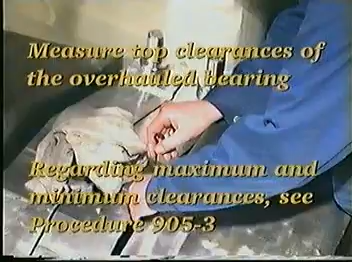 Measure top clearances of
the overhauled bearing
Regarding maximum and
minimum clearances, see
Procedure 905-3